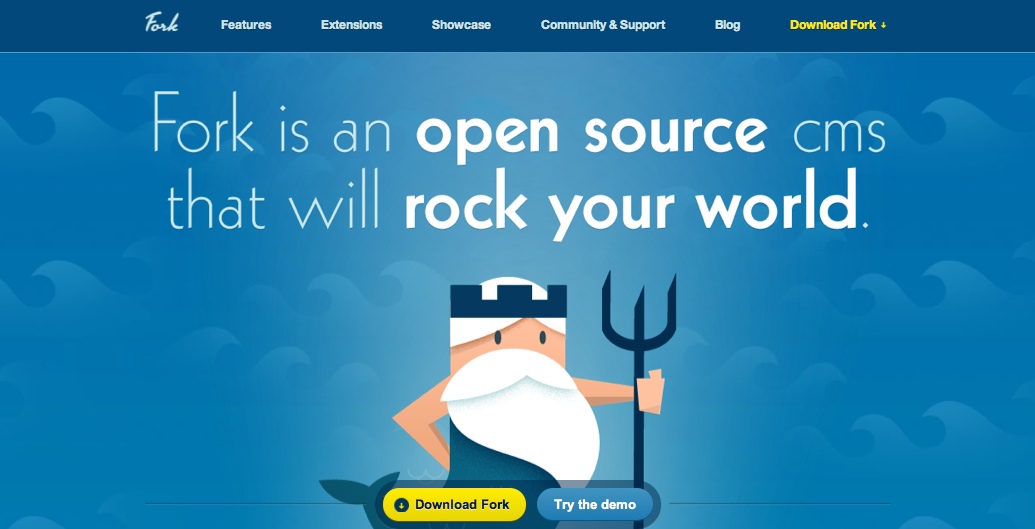 Fork Features Extensions Showcase Community & Support Blog Download Fork ↓
Fork is an open source cms
that will rock your world.
Download Fork Try the demo